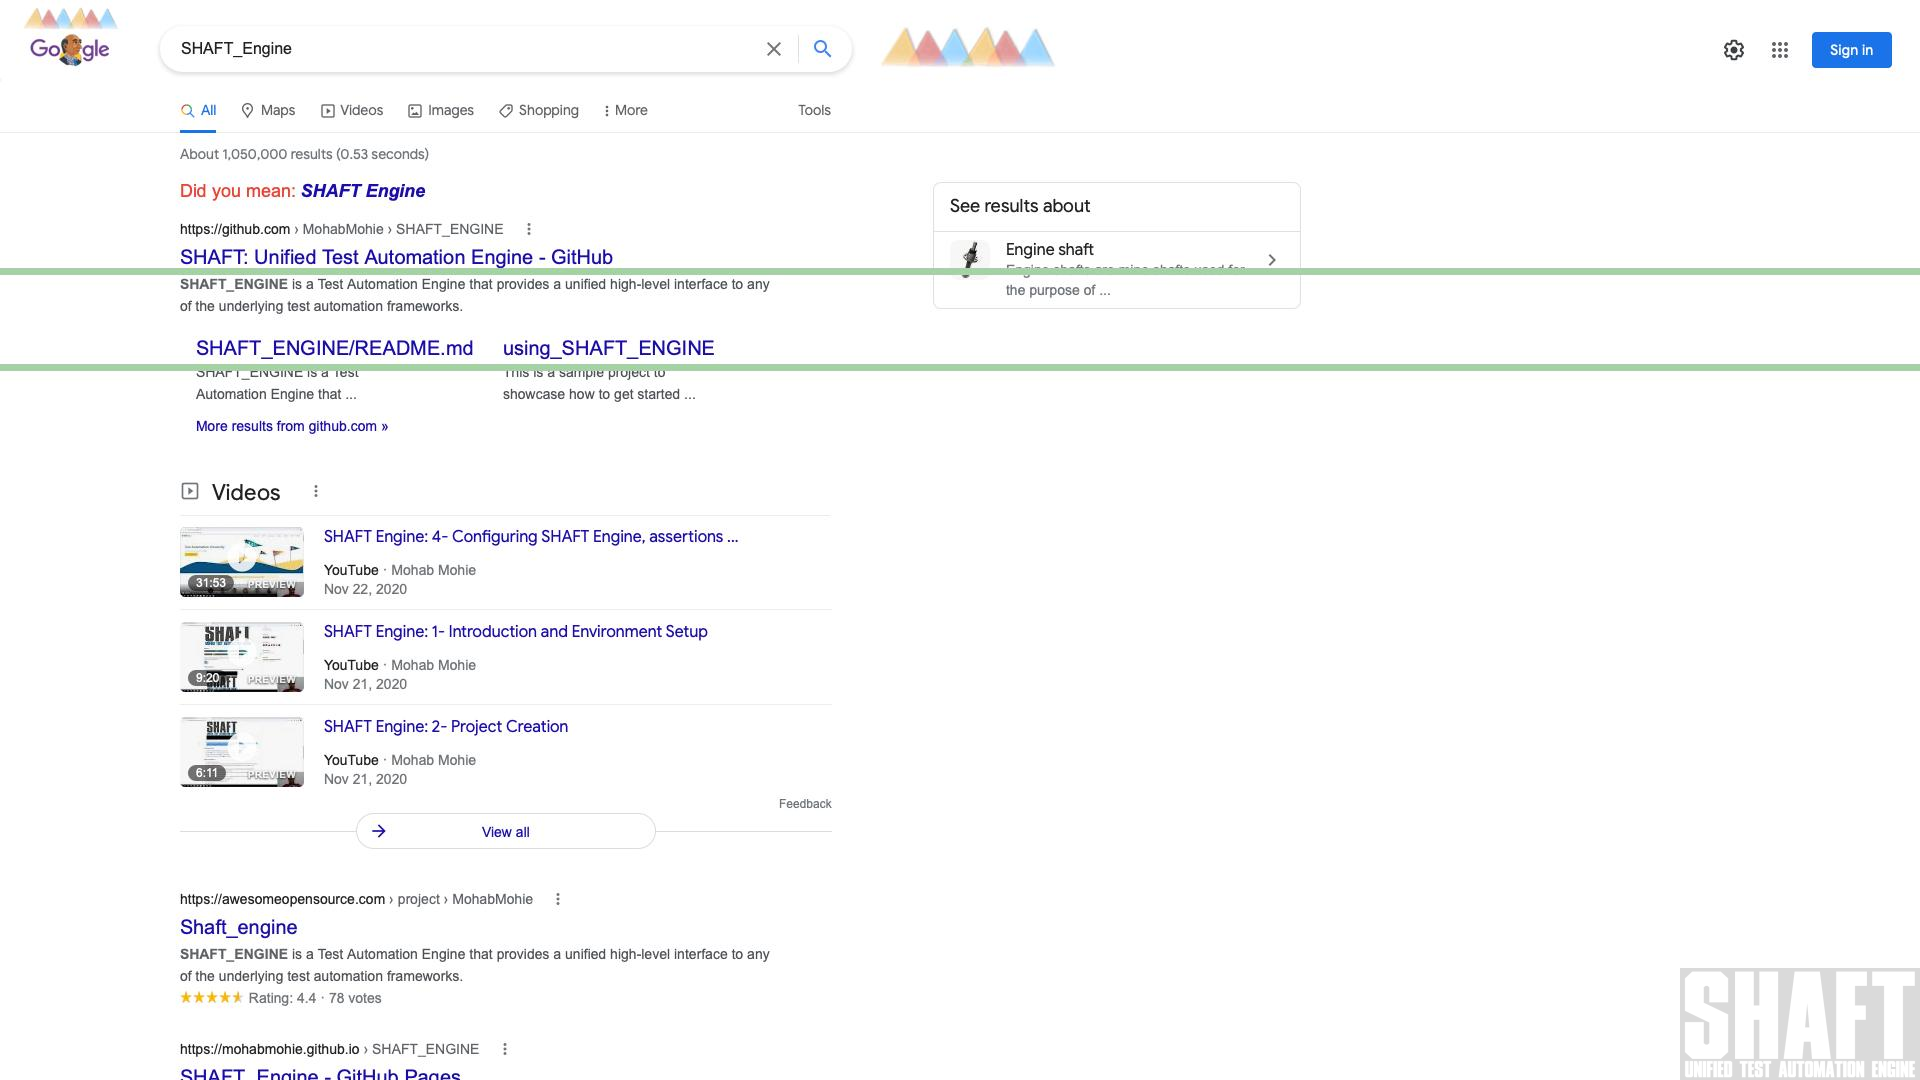 Google
SHAFT_Engine
Sign in
All
Maps
Videos
Images
Shopping
More
Tools
About 1,050,000 results (0.53 seconds)
Did you mean: SHAFT Engine
https://github.com › MohabMohie › SHAFT_ENGINE
SHAFT: Unified Test Automation Engine - GitHub
SHAFT_ENGINE is a Test Automation Engine that provides a unified high-level interface to any
of the underlying test automation frameworks.
SHAFT_ENGINE/README.md
SHAFT_ENGINE is a Test
Automation Engine that ...
using_SHAFT_ENGINE
This is a sample project to
showcase how to get started ...
More results from github.com »
See results about
Engine shaft
Engine shafts are mine shafts used for
the purpose of ...
Videos
31:53
PREVIEW
SHAFT Engine: 4- Configuring SHAFT Engine, assertions ...
YouTube · Mohab Mohie
Nov 22, 2020
SHAFT
9:20
PREVIEW
SHAFT Engine: 1- Introduction and Environment Setup
YouTube · Mohab Mohie
Nov 21, 2020
SHAFT
6:11
PREVIEW
SHAFT Engine: 2- Project Creation
YouTube · Mohab Mohie
Nov 21, 2020
Feedback
View all
https://awesomeopensource.com › project › MohabMohie
Shaft_engine
SHAFT_ENGINE is a Test Automation Engine that provides a unified high-level interface to any
of the underlying test automation frameworks.
Rating: 4.4 · 78 votes
https://mohabmohie.github.io › SHAFT_ENGINE
SHAFT_Engine - GitHub Pages
SHAFT
UNIFIED TEST AUTOMATION ENGINE